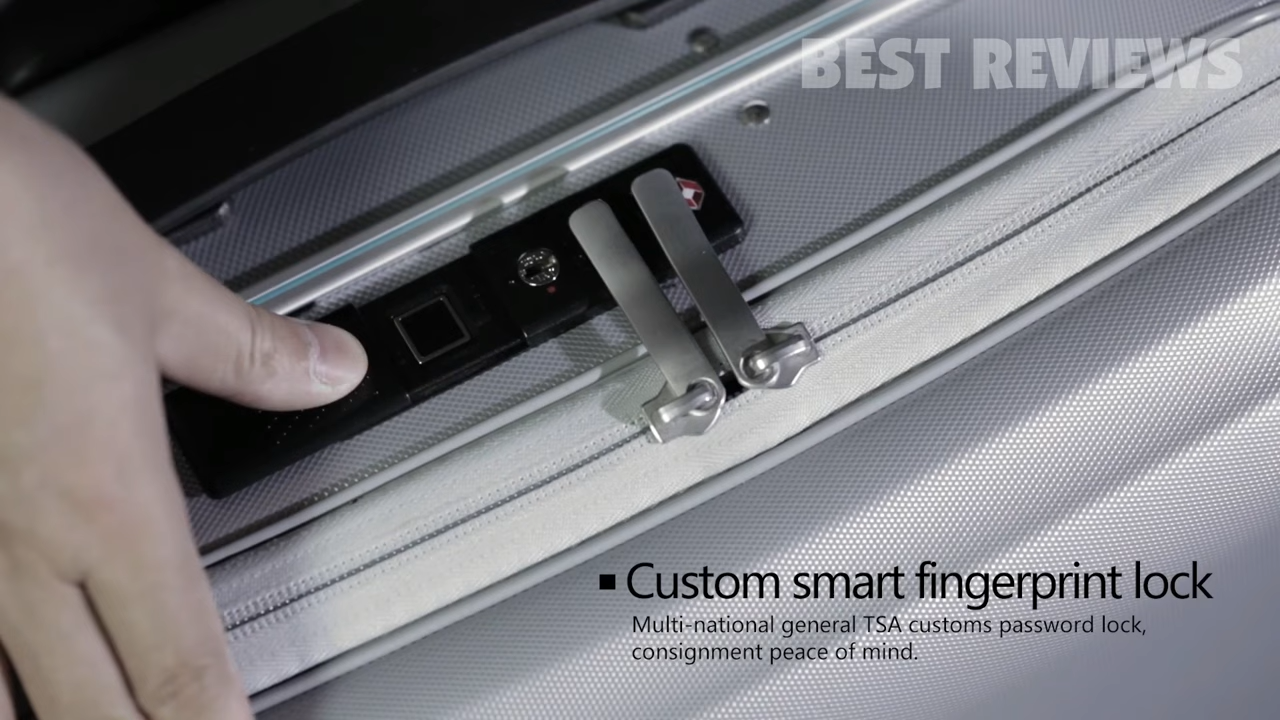 BEST REVIEWS
■ Custom smart fingerprint lock
Multi-national general TSA customs password lock,
consignment peace of mind.